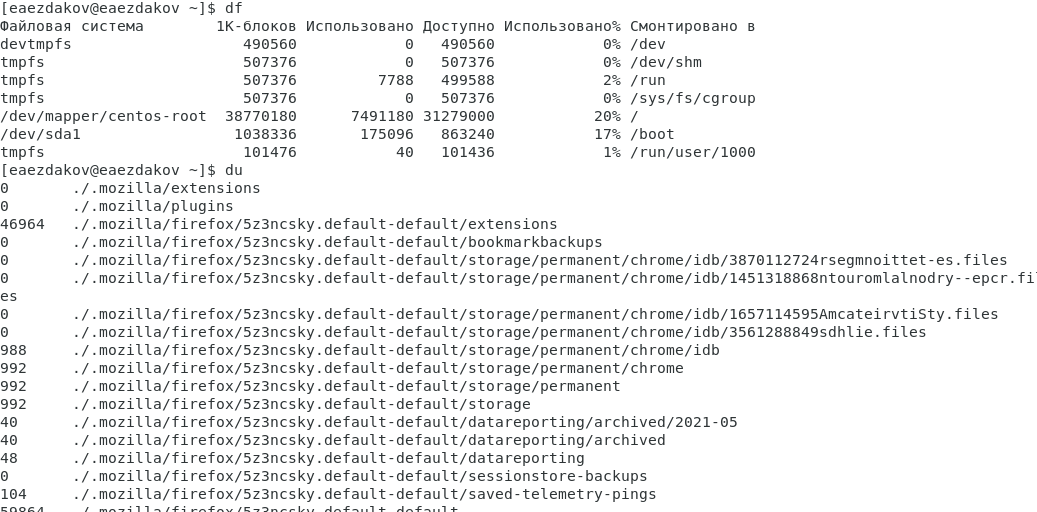 [eaezdakov@eaezdakov ~]$ df
Файловая система        1K-блоков Использовано Доступно Использовано% Смонтировано в
devtmpfs                   490560            0   490560            0% /dev
tmpfs                      507376            0   507376            0% /dev/shm
tmpfs                      507376         7788   499588            2% /run
tmpfs                      507376            0   507376            0% /sys/fs/cgroup
/dev/mapper/centos-root  38770180      7491180 31279000           20% /
/dev/sda1                 1038336       175096   863240           17% /boot
tmpfs                      101476           40   101436            1% /run/user/1000
[eaezdakov@eaezdakov ~]$ du
0       ./.mozilla/extensions
0       ./.mozilla/plugins
46964   ./.mozilla/firefox/5z3ncsky.default-default/extensions
0       ./.mozilla/firefox/5z3ncsky.default-default/bookmarkbackups
0       ./.mozilla/firefox/5z3ncsky.default-default/storage/permanent/chrome/idb/3870112724rsegmnoittet-es.files
0       ./.mozilla/firefox/5z3ncsky.default-default/storage/permanent/chrome/idb/1451318868ntouromlalnodry--epcr.fil
es
0       ./.mozilla/firefox/5z3ncsky.default-default/storage/permanent/chrome/idb/1657114595AmcateirvtiSty.files
0       ./.mozilla/firefox/5z3ncsky.default-default/storage/permanent/chrome/idb/3561288849sdhlie.files
988     ./.mozilla/firefox/5z3ncsky.default-default/storage/permanent/chrome/idb
992     ./.mozilla/firefox/5z3ncsky.default-default/storage/permanent/chrome
992     ./.mozilla/firefox/5z3ncsky.default-default/storage/permanent
992     ./.mozilla/firefox/5z3ncsky.default-default/storage
40      ./.mozilla/firefox/5z3ncsky.default-default/datareporting/archived/2021-05
40      ./.mozilla/firefox/5z3ncsky.default-default/datareporting/archived
48      ./.mozilla/firefox/5z3ncsky.default-default/datareporting
0       ./.mozilla/firefox/5z3ncsky.default-default/sessionstore-backups
104     ./.mozilla/firefox/5z3ncsky.default-default/saved-telemetry-pings
59864   ./.mozilla/firefox/5z3ncsky.default-default